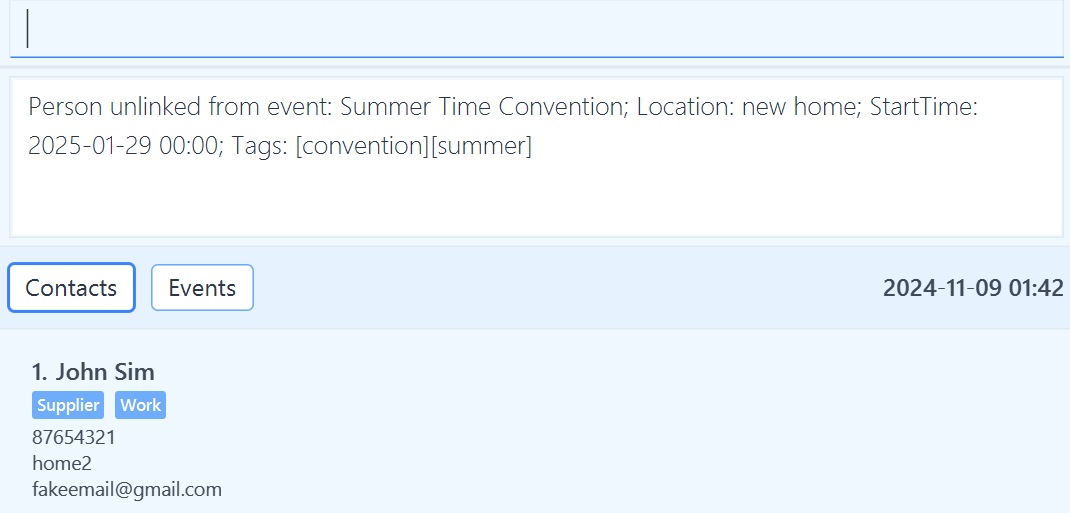 Person unlinked from event: Summer Time Convention; Location: new home; StartTime:
2025-01-29 00:00; Tags: [convention][summer]
Contacts Events 2024-11-09 01:42
1. John Sim
Supplier Work
87654321
home2
fakeemail@gmail.com